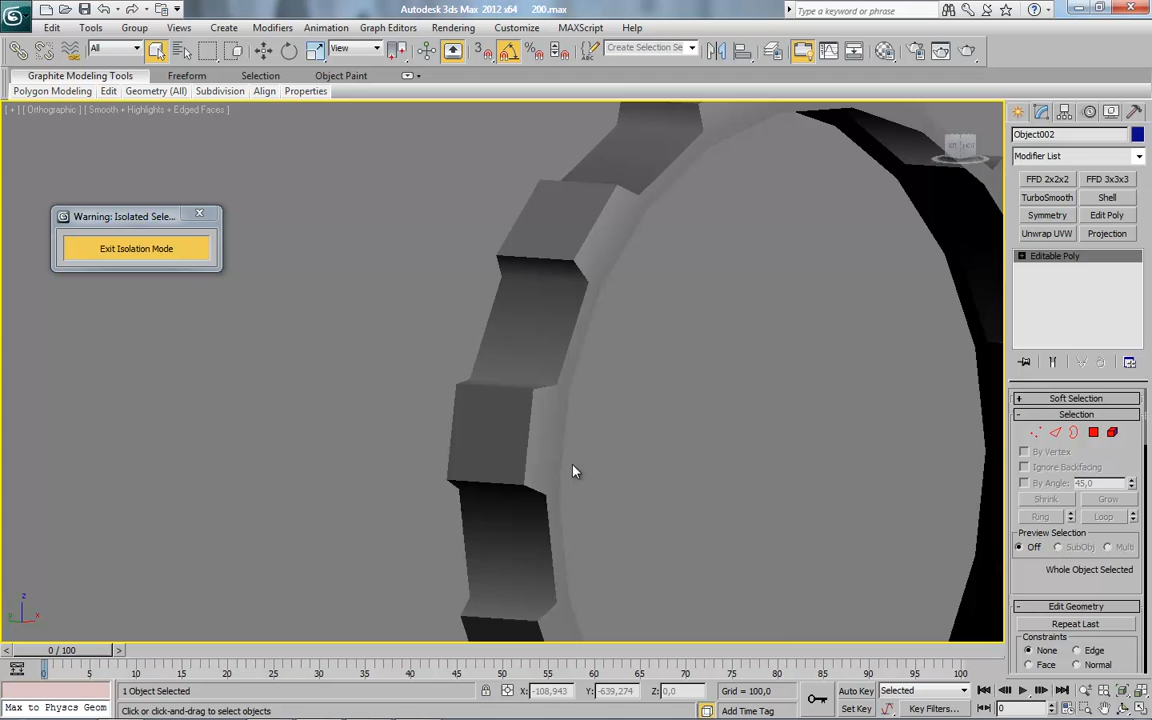 Autodesk 3ds Max 2012 x64 200.max
Type a keyword or phrase
Edit Tools Group Views Create Modifiers Animation Graph Editors Rendering Customize MAXScript Help
All View 3 Create Selection Se
Graphite Modeling Tools Freeform Selection Object Paint
Polygon Modeling Edit Geometry (All) Subdivision Align Properties
[ + ] [ Orthographic ] [ Smooth + Highlights + Edged Faces ]
Warning: Isolated Sele...
Exit Isolation Mode
Object002
Modifier List
FFD 2x2x2 FFD 3x3x3
TurboSmooth Shell
Symmetry Edit Poly
Unwrap UVW Projection
Editable Poly
+ Soft Selection
- Selection
By Vertex
Ignore Backfacing
By Angle: 45,0
Shrink Grow
Ring Loop
Preview Selection
Off SubObj Multi
Whole Object Selected
- Edit Geometry
Repeat Last
Constraints
None Edge
Face Normal
z
y x
< 0 / 100 >
0 5 10 15 20 25 30 35 40 45 50 55 60 65 70 75 80 85 90 95 100
1 Object Selected X: -108,943 Y: -639,274 Z: 0,0 Grid = 100,0 Auto Key Selected
Max to Physcs Geom Click or click-and-drag to select objects Add Time Tag Set Key Key Filters... 0